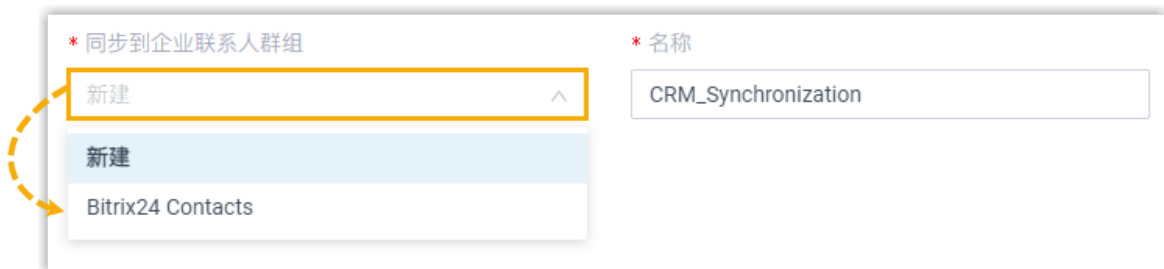 * 同步到企业联系人群组
* 名称
新建
CRM_Synchronization
新建
Bitrix24 Contacts